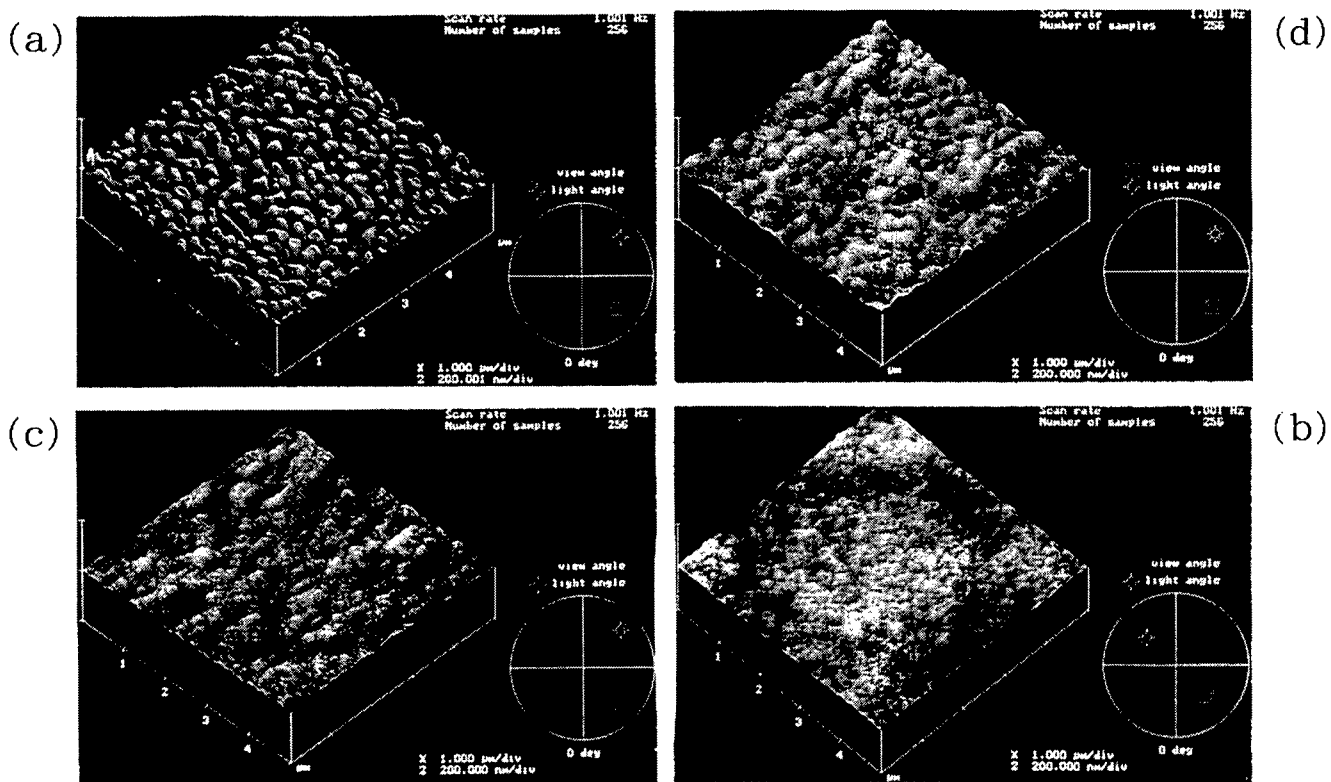 (a)
Scan rate 1.001 Hz
Number of samples 256
view angle
light angle
µm
4
3
2
1
0 deg
X 1.000 µm/div
Z 200.001 nm/div
(d)
Scan rate 1.001 Hz
Number of samples 256
view angle
light angle
1
2
3
4
µm
0 deg
X 1.000 µm/div
Z 200.000 nm/div
(c)
Scan rate 1.001 Hz
Number of samples 256
view angle
light angle
1
2
3
4
µm
0 deg
X 1.000 µm/div
Z 200.000 nm/div
(b)
Scan rate 1.001 Hz
Number of samples 256
view angle
light angle
1
2
3
4
µm
0 deg
X 1.000 µm/div
Z 200.000 nm/div